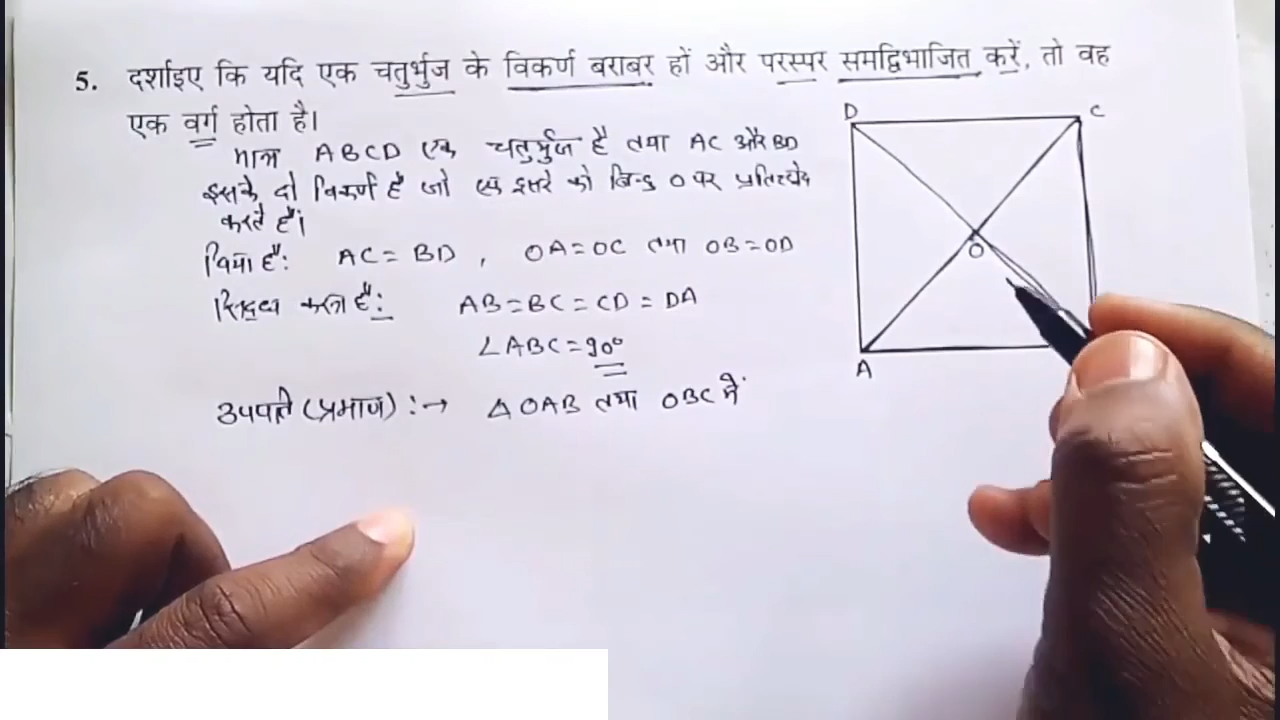 5. दर्शाइए कि यदि एक चतुर्भुज के विकर्ण बराबर हों और परस्पर समद्विभाजित करें, तो वह
एक वर्ग होता है।
माना ABCD एक चतुर्भुज है तथा AC और BD
इसके दो विकर्ण है जो एक दूसरे को बिन्दु O पर प्रतिच्छेद
करते हैं।
दिया है: AC = BD , OA = OC तथा OB = OD
सिद्ध करना है: AB = BC = CD = DA
∠ABC = 90°
उपपत्ति (प्रमाण) :→ △ OAB तथा OBC में
D
C
O
A